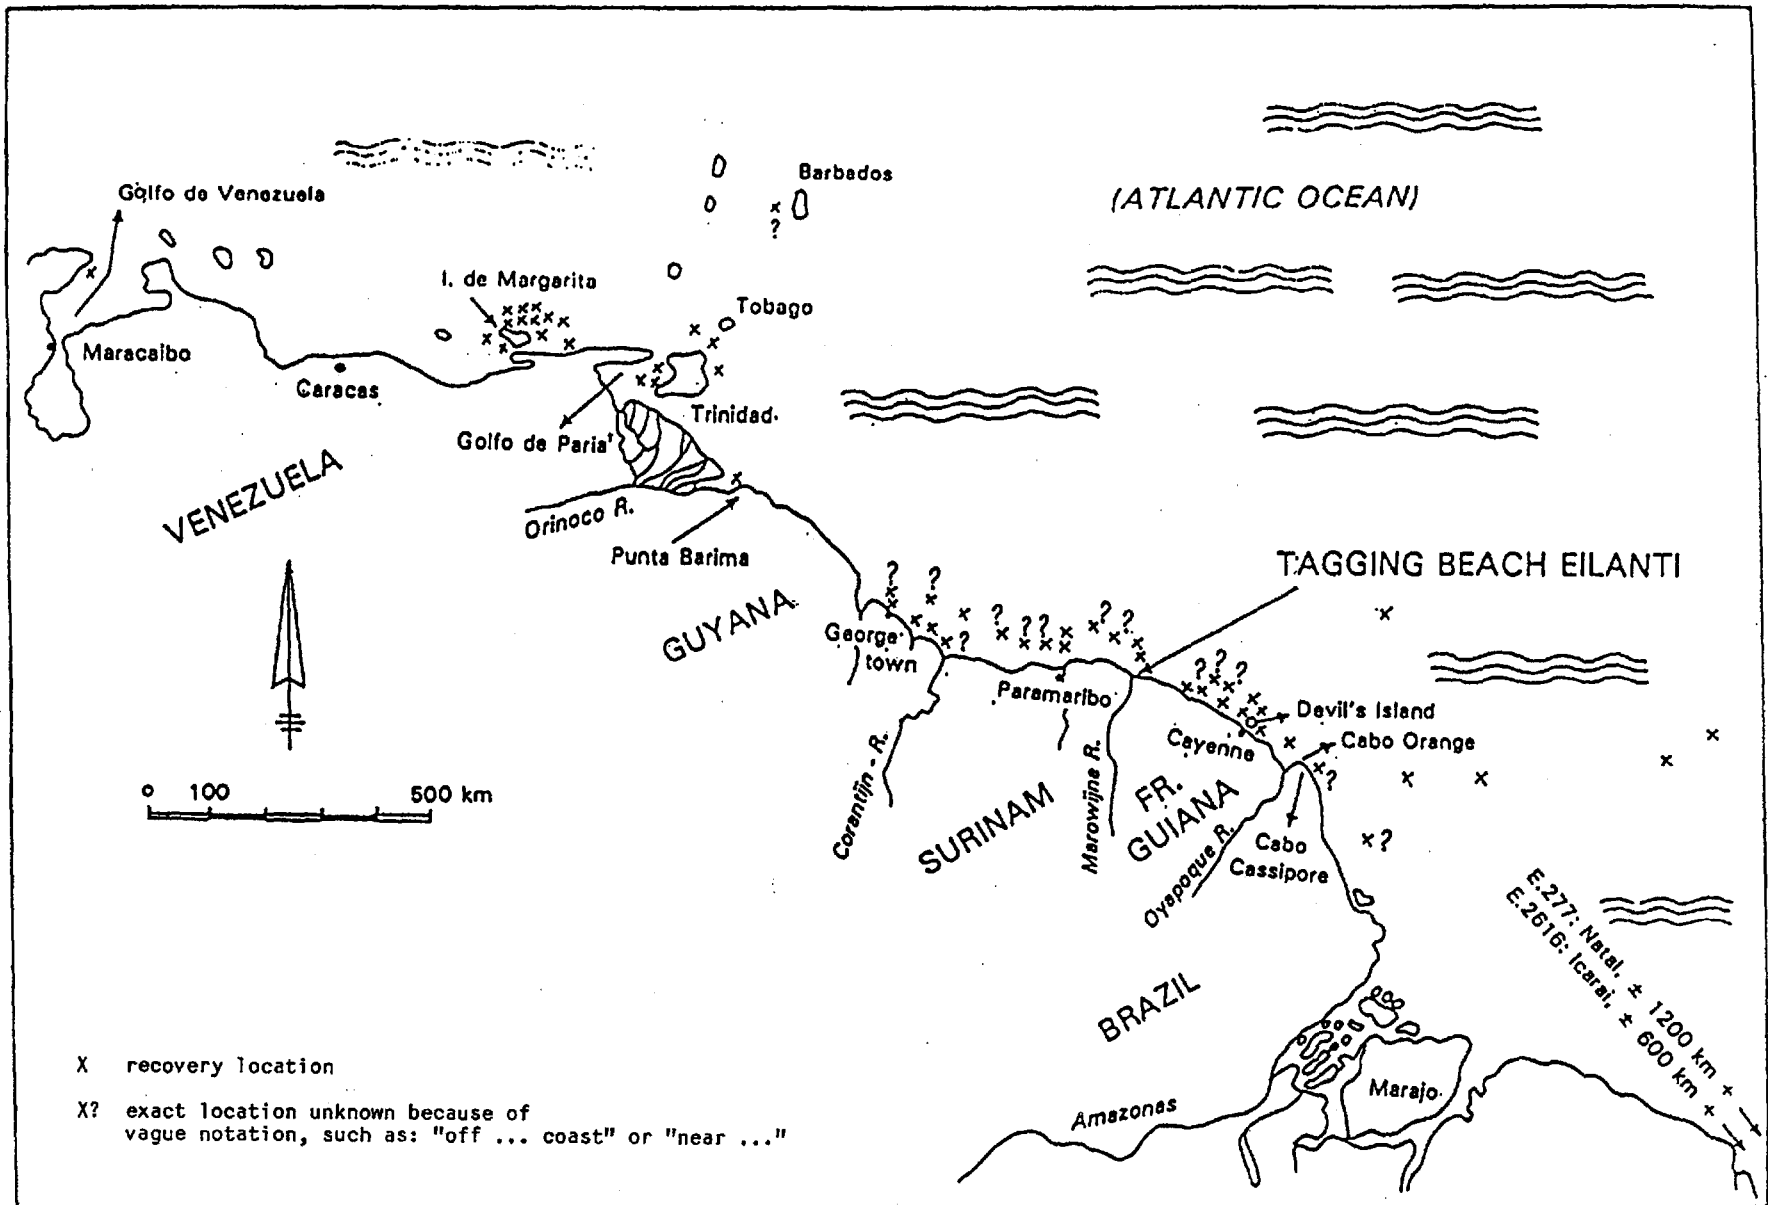 Golfo de Venezuela
Barbados
(ATLANTIC OCEAN)
I. de Margarita
Tobago
Maracaibo
Caracas
Trinidad
Golfo de Paria
VENEZUELA
Orinoco R.
Punta Barima
TAGGING BEACH EILANTI
GUYANA
George-
town
Paramaribo
Devil's Island
Cayenne
Cabo Orange
0 100 500 km
Corantijn - R.
SURINAM
Marowijne R.
FR.
GUIANA
Oyapoque R.
Cabo
Cassipore
E.277: Natal, ± 1200 km
E.2616: Icarai, ± 600 km
BRAZIL
Marajo
Amazonas
X recovery location
X? exact location unknown because of
vague notation, such as: "off ... coast" or "near ..."